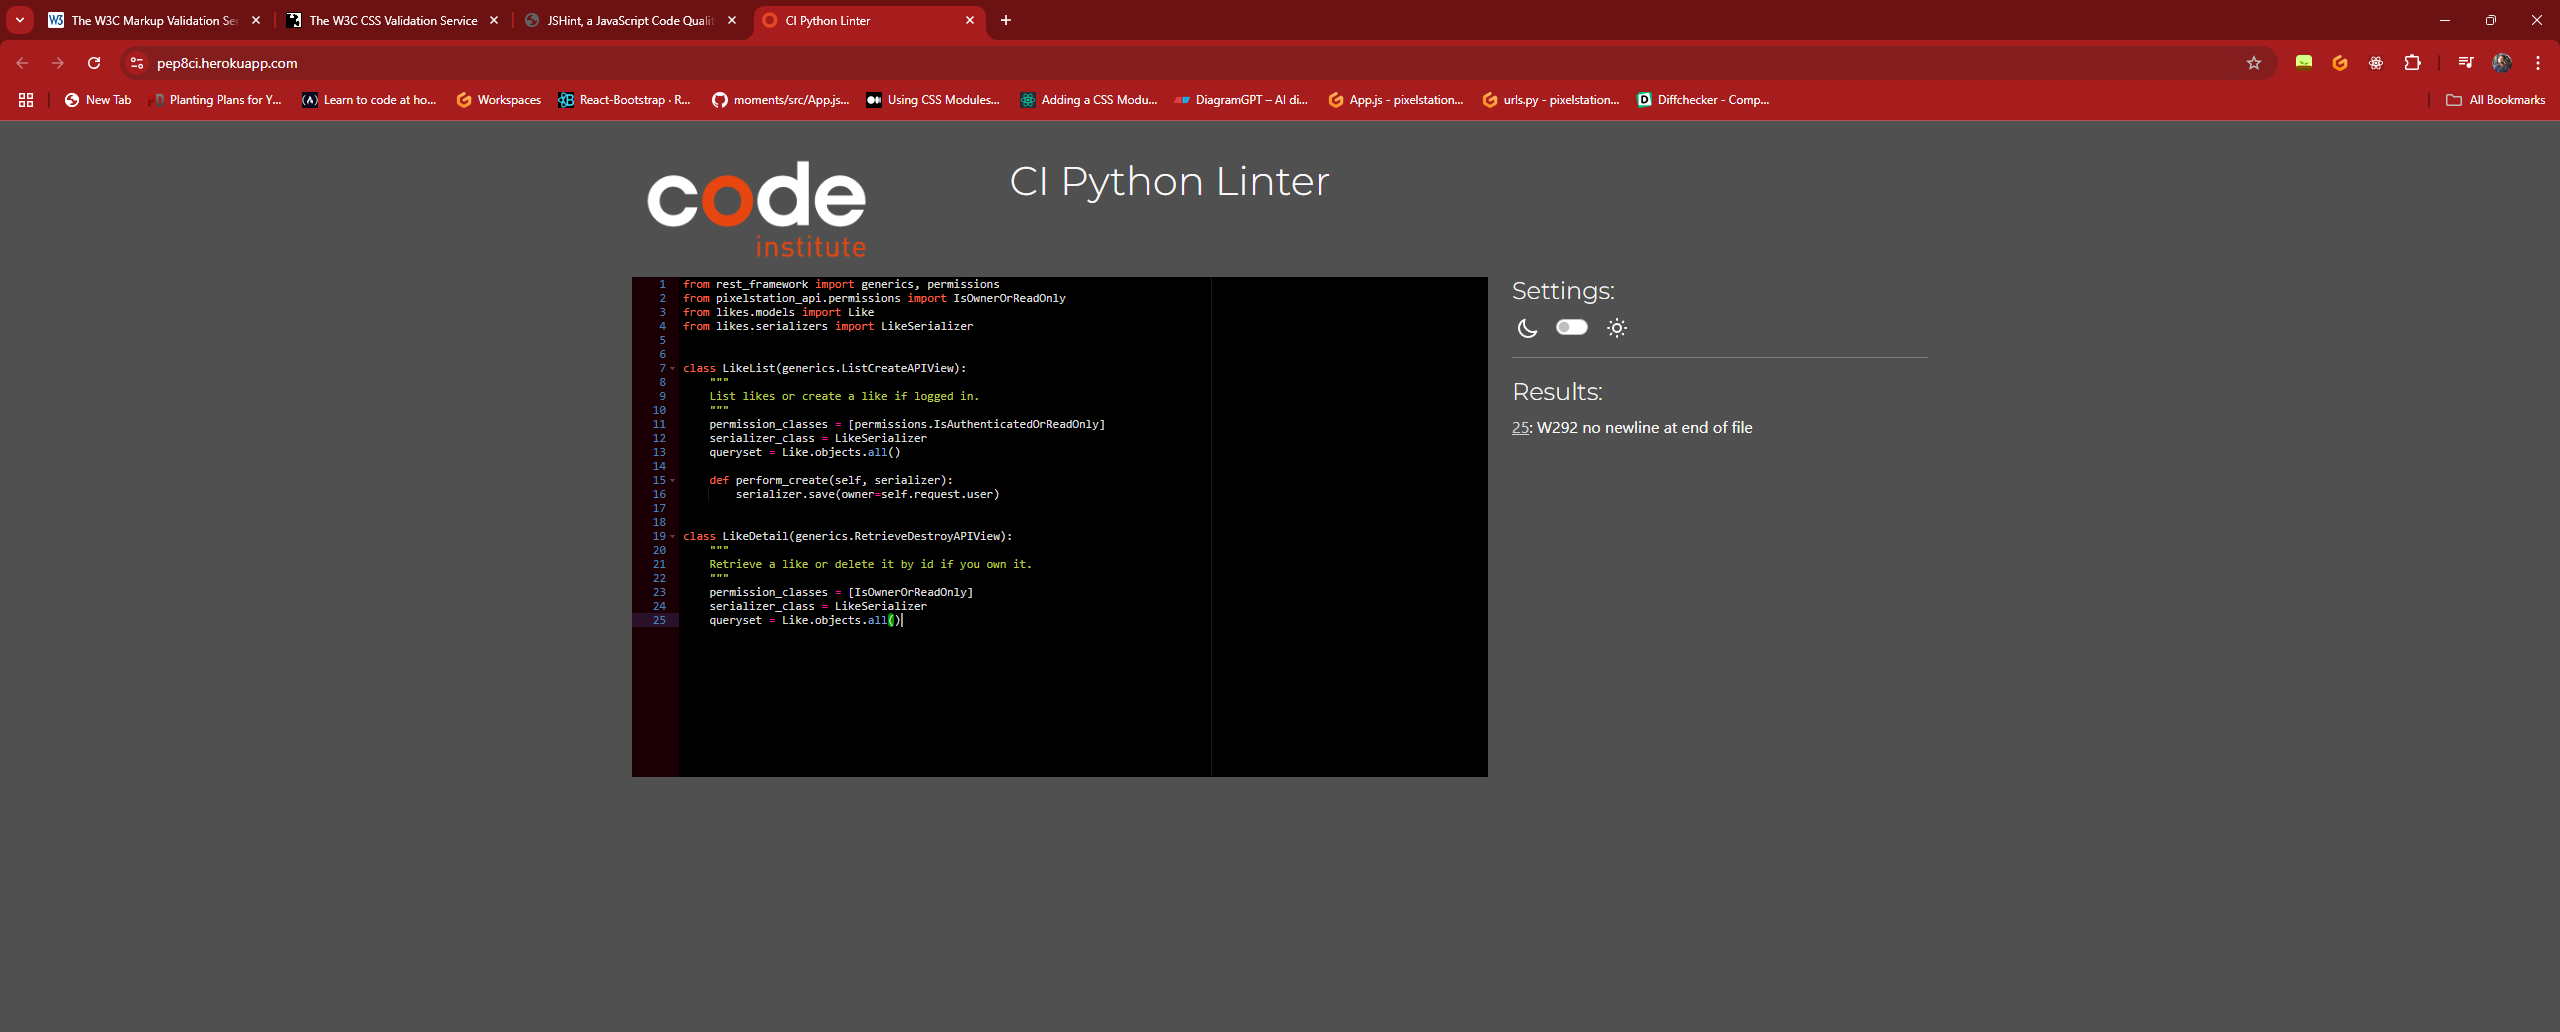 The W3C Markup Validation Se
The W3C CSS Validation Service
JSHint, a JavaScript Code Qualit
CI Python Linter
pep8ci.herokuapp.com
New Tab
Planting Plans for Y...
Learn to code at ho...
Workspaces
React-Bootstrap · R...
moments/src/App.js...
Using CSS Modules...
Adding a CSS Modu...
DiagramGPT – AI di...
App.js - pixelstation...
urls.py - pixelstation...
Diffchecker - Comp...
All Bookmarks
code
institute
CI Python Linter
1 from rest_framework import generics, permissions
2 from pixelstation_api.permissions import IsOwnerOrReadOnly
3 from likes.models import Like
4 from likes.serializers import LikeSerializer
5
6
7 class LikeList(generics.ListCreateAPIView):
8     """
9     List likes or create a like if logged in.
10     """
11     permission_classes = [permissions.IsAuthenticatedOrReadOnly]
12     serializer_class = LikeSerializer
13     queryset = Like.objects.all()
14
15     def perform_create(self, serializer):
16         serializer.save(owner=self.request.user)
17
18
19 class LikeDetail(generics.RetrieveDestroyAPIView):
20     """
21     Retrieve a like or delete it by id if you own it.
22     """
23     permission_classes = [IsOwnerOrReadOnly]
24     serializer_class = LikeSerializer
25     queryset = Like.objects.all()
Settings:
Results:
25: W292 no newline at end of file